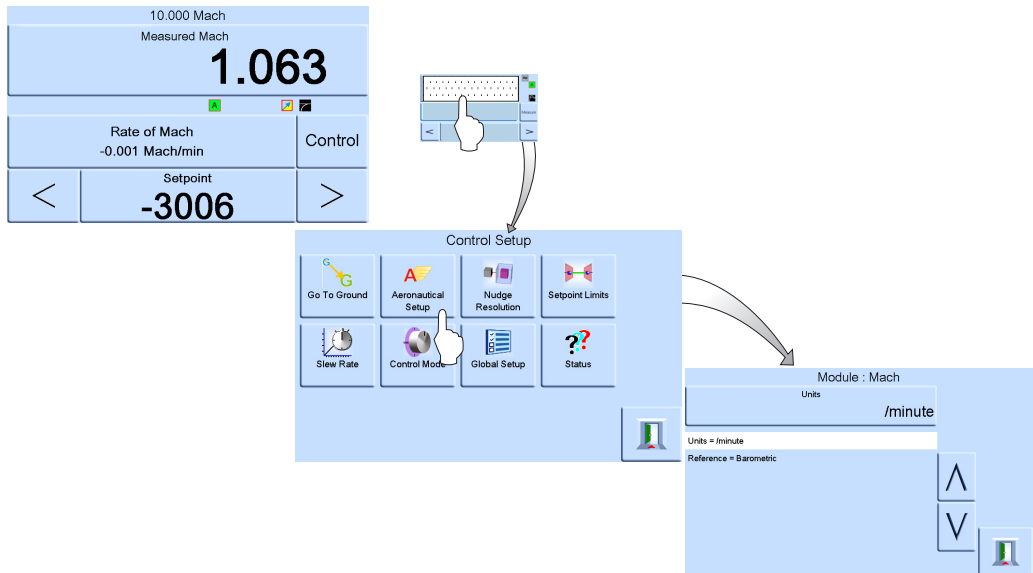 10.000 Mach
Measured Mach
1.063
A
Rate of Mach
-0.001 Mach/min
Control
<
Setpoint
-3006
>
A
Measure
<
>
Control Setup
G
G
Go To Ground
A
Aeronautical
Setup
Nudge
Resolution
Setpoint Limits
Slew Rate
Control Mode
Global Setup
???
Status
Module : Mach
Units
/minute
Units = /minute
Reference = Barometric